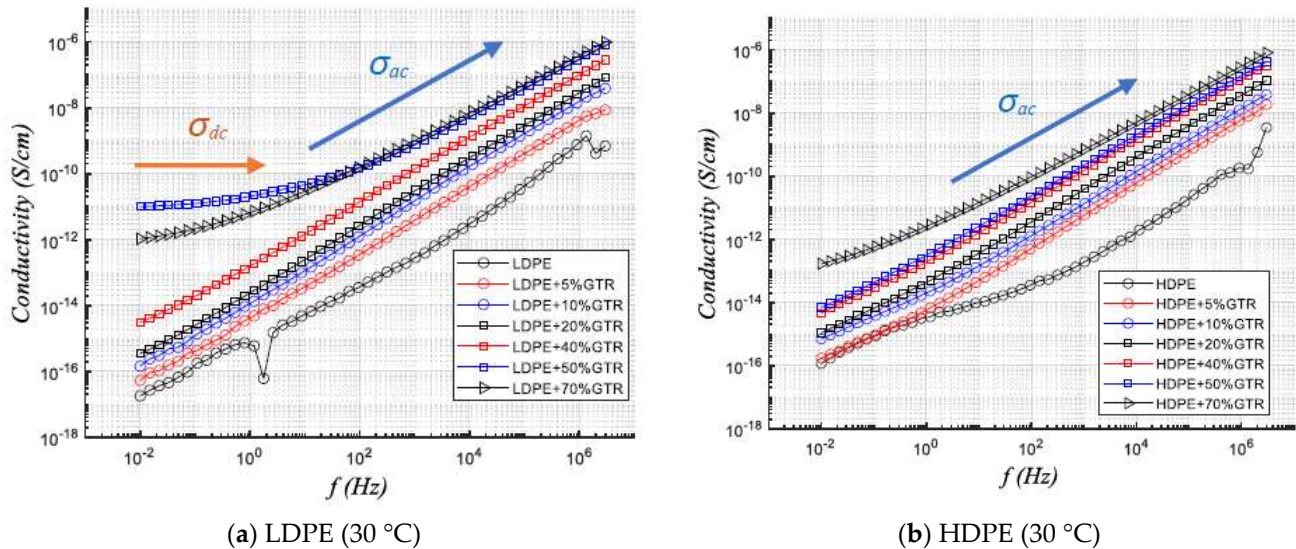 Conductivity (S/cm)
10^-6
10^-8
10^-10
10^-12
10^-14
10^-16
10^-18
σac
σdc
LDPE
LDPE+5%GTR
LDPE+10%GTR
LDPE+20%GTR
LDPE+40%GTR
LDPE+50%GTR
LDPE+70%GTR
10^-2
10^0
10^2
10^4
10^6
f (Hz)
(a) LDPE (30 °C)
Conductivity (S/cm)
10^-6
10^-8
10^-10
10^-12
10^-14
10^-16
10^-18
σac
HDPE
HDPE+5%GTR
HDPE+10%GTR
HDPE+20%GTR
HDPE+40%GTR
HDPE+50%GTR
HDPE+70%GTR
10^-2
10^0
10^2
10^4
10^6
f (Hz)
(b) HDPE (30 °C)